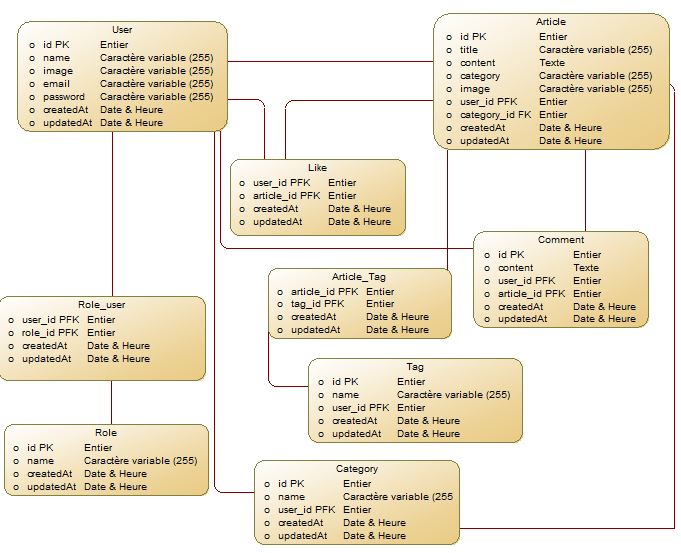 User
o id PK Entier
o name Caractère variable (255)
o image Caractère variable (255)
o email Caractère variable (255)
o password Caractère variable (255)
o createdAt Date & Heure
o updatedAt Date & Heure
Article
o id PK Entier
o title Caractère variable (255)
o content Texte
o category Caractère variable (255)
o image Caractère variable (255)
o user_id PFK Entier
o category_id FK Entier
o createdAt Date & Heure
o updatedAt Date & Heure
Like
o user_id PFK Entier
o article_id PFK Entier
o createdAt Date & Heure
o updatedAt Date & Heure
Comment
o id PK Entier
o content Texte
o user_id PFK Entier
o article_id PFK Entier
o createdAt Date & Heure
o updatedAt Date & Heure
Article_Tag
o article_id PFK Entier
o tag_id PFK Entier
o createdAt Date & Heure
o updatedAt Date & Heure
Role_user
o user_id PFK Entier
o role_id PFK Entier
o createdAt Date & Heure
o updatedAt Date & Heure
Tag
o id PK Entier
o name Caractère variable (255)
o user_id PFK Entier
o createdAt Date & Heure
o updatedAt Date & Heure
Role
o id PK Entier
o name Caractère variable (255)
o createdAt Date & Heure
o updatedAt Date & Heure
Category
o id PK Entier
o name Caractère variable (255
o user_id PFK Entier
o createdAt Date & Heure
o updatedAt Date & Heure